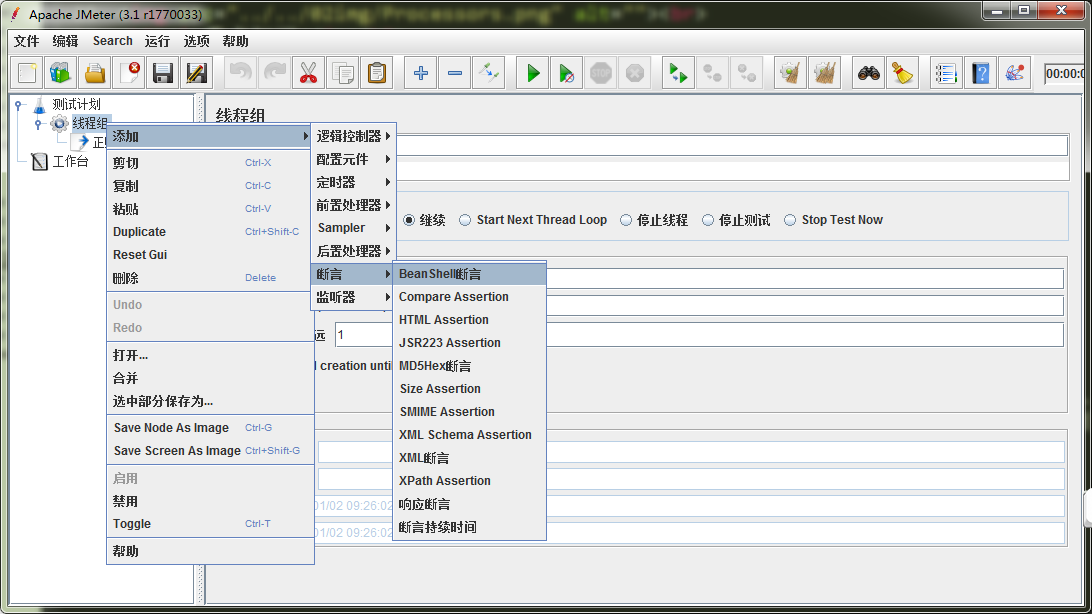 ../../02img/Processors.png" alt=""><br>
Apache JMeter (3.1 r1770033)
文件 编辑 Search 运行 选项 帮助
STOP
00:00:0
测试计划
线程组
工作台
线程组
添加
剪切 Ctrl-X
复制 Ctrl-C
粘贴 Ctrl-V
Duplicate Ctrl+Shift-C
Reset Gui
删除 Delete
Undo
Redo
打开...
合并
选中部分保存为...
Save Node As Image Ctrl-G
Save Screen As Image Ctrl+Shift-G
启用
禁用
Toggle Ctrl-T
帮助
逻辑控制器
配置元件
定时器
前置处理器
Sampler
后置处理器
断言
监听器
BeanShell断言
Compare Assertion
HTML Assertion
JSR223 Assertion
MD5Hex断言
Size Assertion
SMIME Assertion
XML Schema Assertion
XML断言
XPath Assertion
响应断言
断言持续时间
继续 Start Next Thread Loop 停止线程 停止测试 Stop Test Now
远 1
creation unti
01/02 09:26:02
01/02 09:26:02